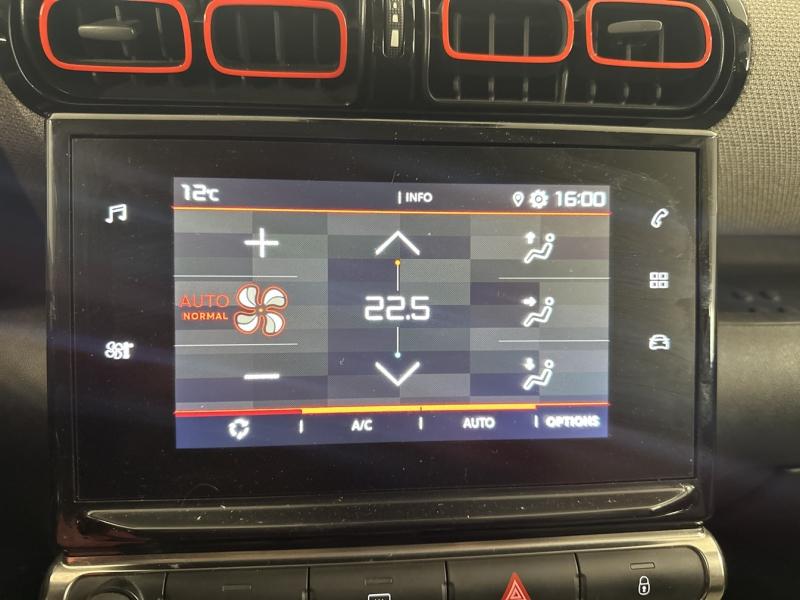 12°C
INFO
16:00
AUTO
NORMAL
22.5
A/C
AUTO
OPTIONS